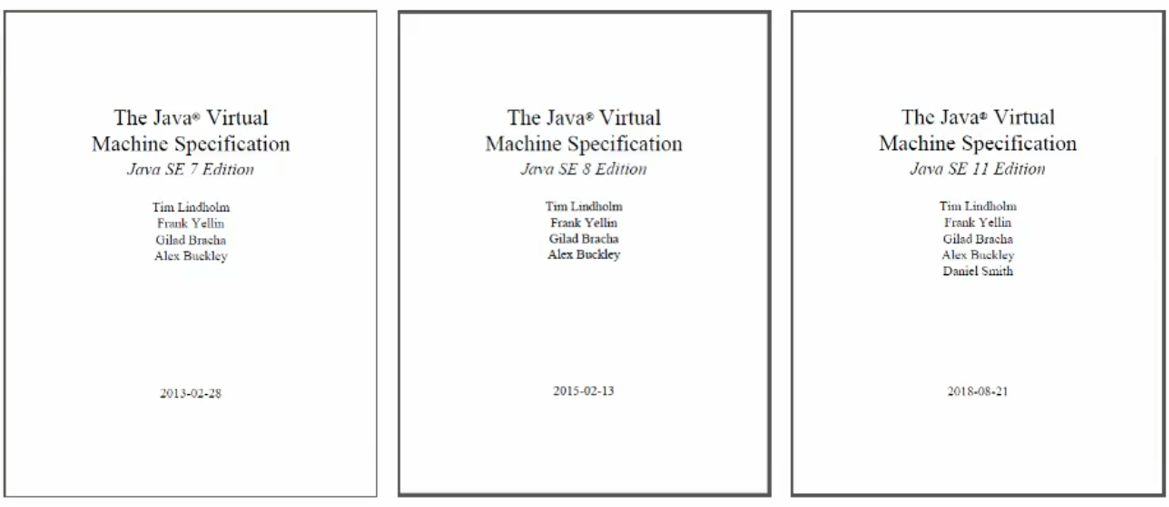 The Java® Virtual
Machine Specification
Java SE 7 Edition
Tim Lindholm
Frank Yellin
Gilad Bracha
Alex Buckley
2013-02-28
The Java® Virtual
Machine Specification
Java SE 8 Edition
Tim Lindholm
Frank Yellin
Gilad Bracha
Alex Buckley
2015-02-13
The Java® Virtual
Machine Specification
Java SE 11 Edition
Tim Lindholm
Frank Yellin
Gilad Bracha
Alex Buckley
Daniel Smith
2018-08-21